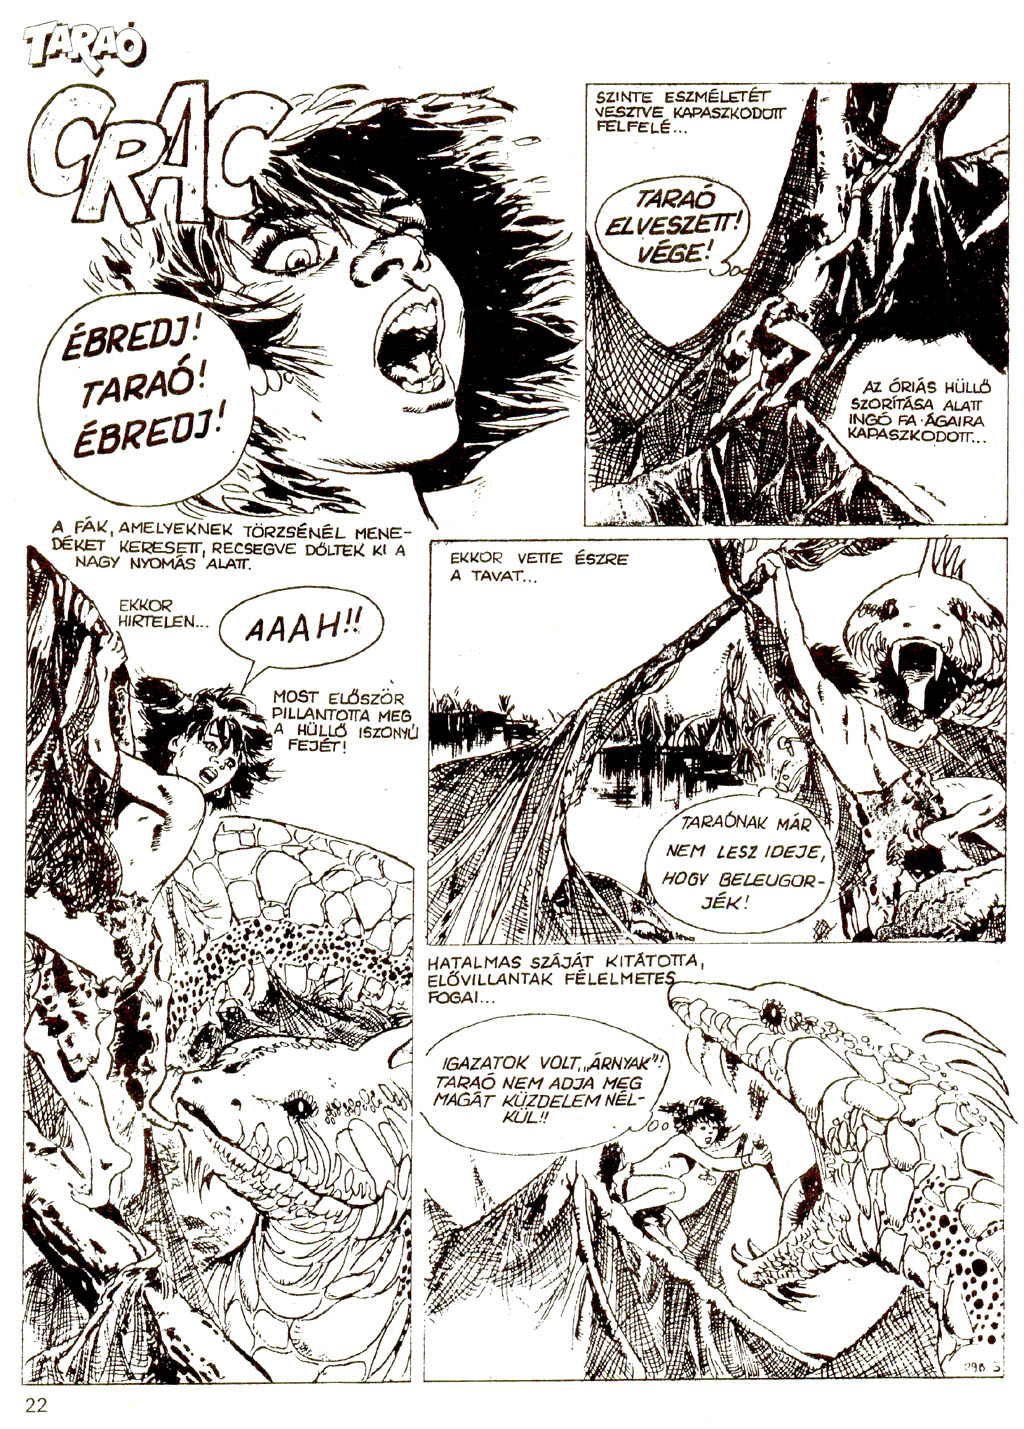 TARAÓ
CRAC
ÉBREDJ!
TARAÓ!
ÉBREDJ!
SZINTE ESZMÉLETÉT
VESZTVE KAPASZKODOTT
FELFELÉ...
TARAÓ
ELVESZETT!
VÉGE!
AZ ÓRIÁS HÜLLŐ
SZORÍTÁSA ALATT
INGÓ FA ÁGAIRA
KAPASZKODOTT...
A FÁK, AMELYEKNEK TÖRZSÉNÉL MENE-
DÉKET KERESETT, RECSEGVE DŐLTEK KI A
NAGY NYOMÁS ALATT.
EKKOR
HIRTELEN...
AAAH!!
MOST ELŐSZÖR
PILLANTOTTA MEG
A HÜLLŐ ISZONYÚ
FEJÉT!
EKKOR VETTE ÉSZRE
A TAVAT...
TARAÓNAK MÁR
NEM LESZ IDEJE,
HOGY BELEUGOR-
JÉK!
HATALMAS SZÁJÁT KITÁTOTTA,
ELŐVILLANTAK FÉLELMETES
FOGAI...
IGAZATOK VOLT „ÁRNYAK"!
TARAÓ NEM ADJA MEG
MAGÁT KÜZDELEM NÉL-
KÜL!!
296 5
22